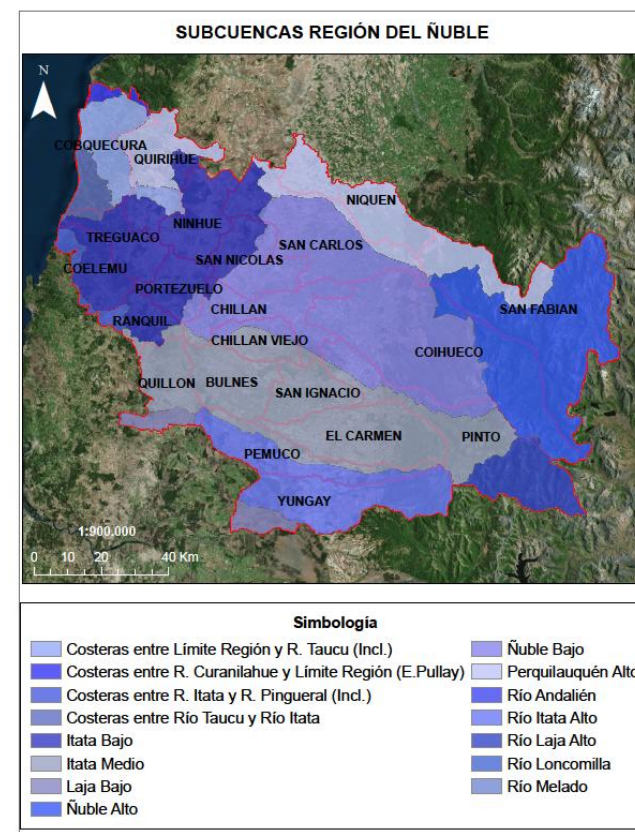 SUBCUENCAS REGIÓN DEL ÑUBLE
N
COBQUECURA
QUIRIHUE
NIQUEN
NINHUE
TREGUACO
SAN CARLOS
SAN NICOLAS
COELEMU
PORTEZUELO
SAN FABIAN
RANQUIL
CHILLAN
CHILLAN VIEJO
COIHUECO
QUILLON
BULNES
SAN IGNACIO
EL CARMEN
PINTO
PEMUCO
YUNGAY
1:900,000
0 10 20 40 Km
Simbología
Costeras entre Límite Región y R. Taucu (Incl.)
Costeras entre R. Curanilahue y Límite Región (E.Pullay)
Costeras entre R. Itata y R. Pingueral (Incl.)
Costeras entre Río Taucu y Río Itata
Itata Bajo
Itata Medio
Laja Bajo
Ñuble Alto
Ñuble Bajo
Perquilauquén Alto
Río Andalién
Río Itata Alto
Río Laja Alto
Río Loncomilla
Río Melado